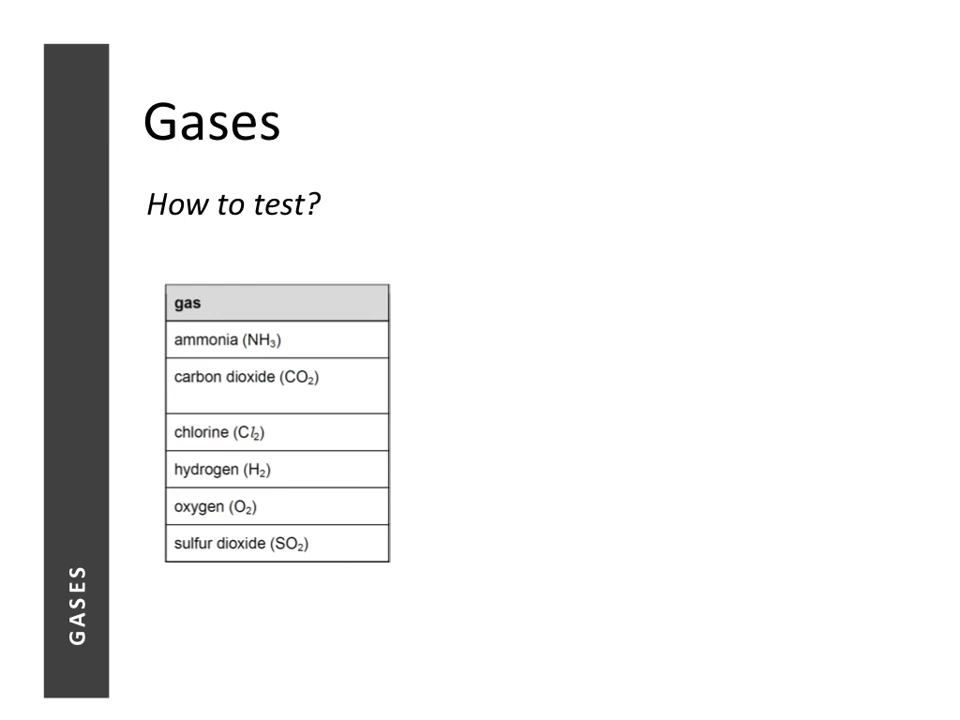 Gases
How to test?
gas
ammonia (NH₃)
carbon dioxide (CO₂)
chlorine (Cl₂)
hydrogen (H₂)
oxygen (O₂)
sulfur dioxide (SO₂)
GASES